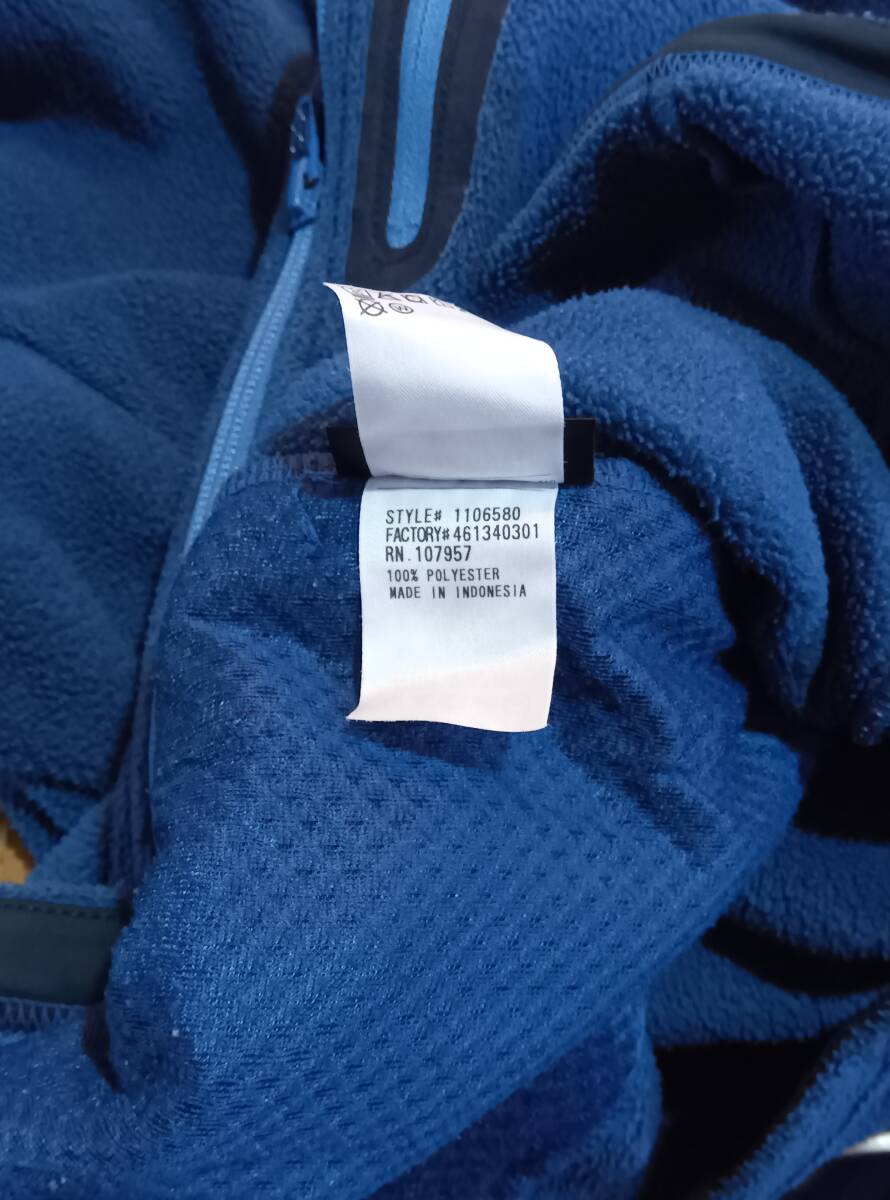 STYLE# 1106580
FACTORY#461340301
RN.107957
100% POLYESTER
MADE IN INDONESIA